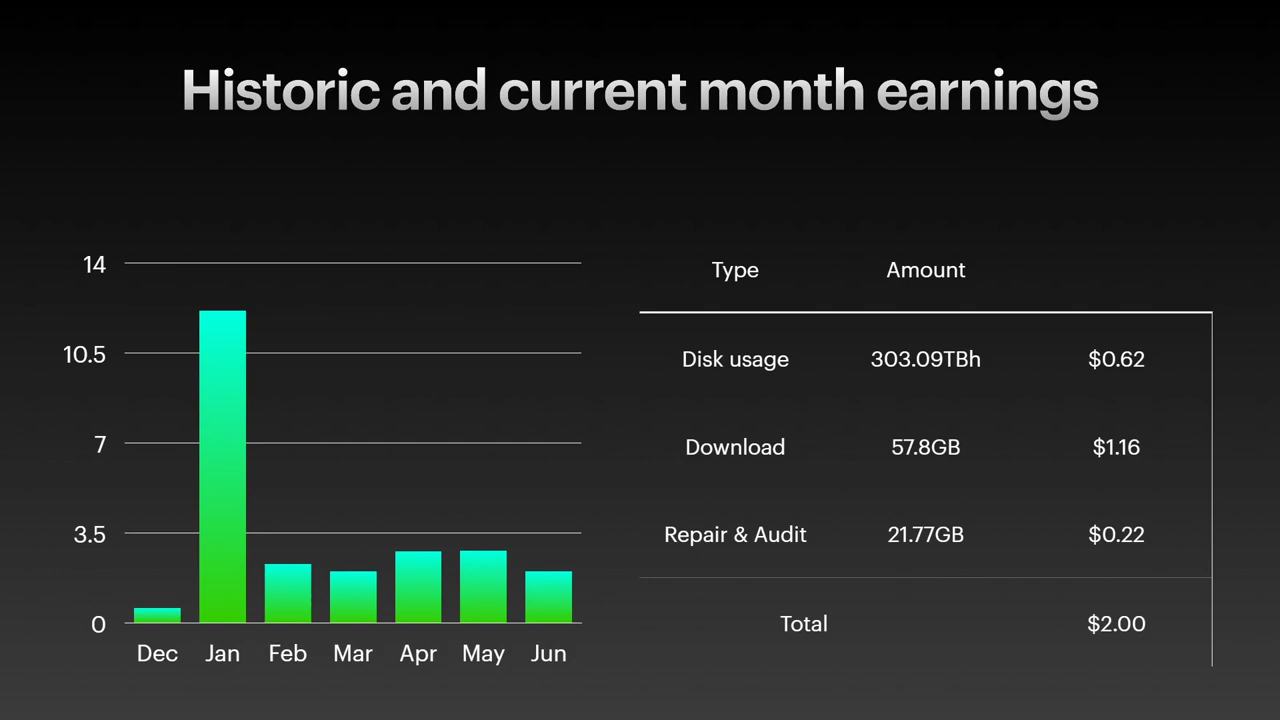 Historic and current month earnings
14
10.5
7
3.5
0
Dec Jan Feb Mar Apr May Jun
Type Amount
Disk usage 303.09TBh $0.62
Download 57.8GB $1.16
Repair & Audit 21.77GB $0.22
Total $2.00